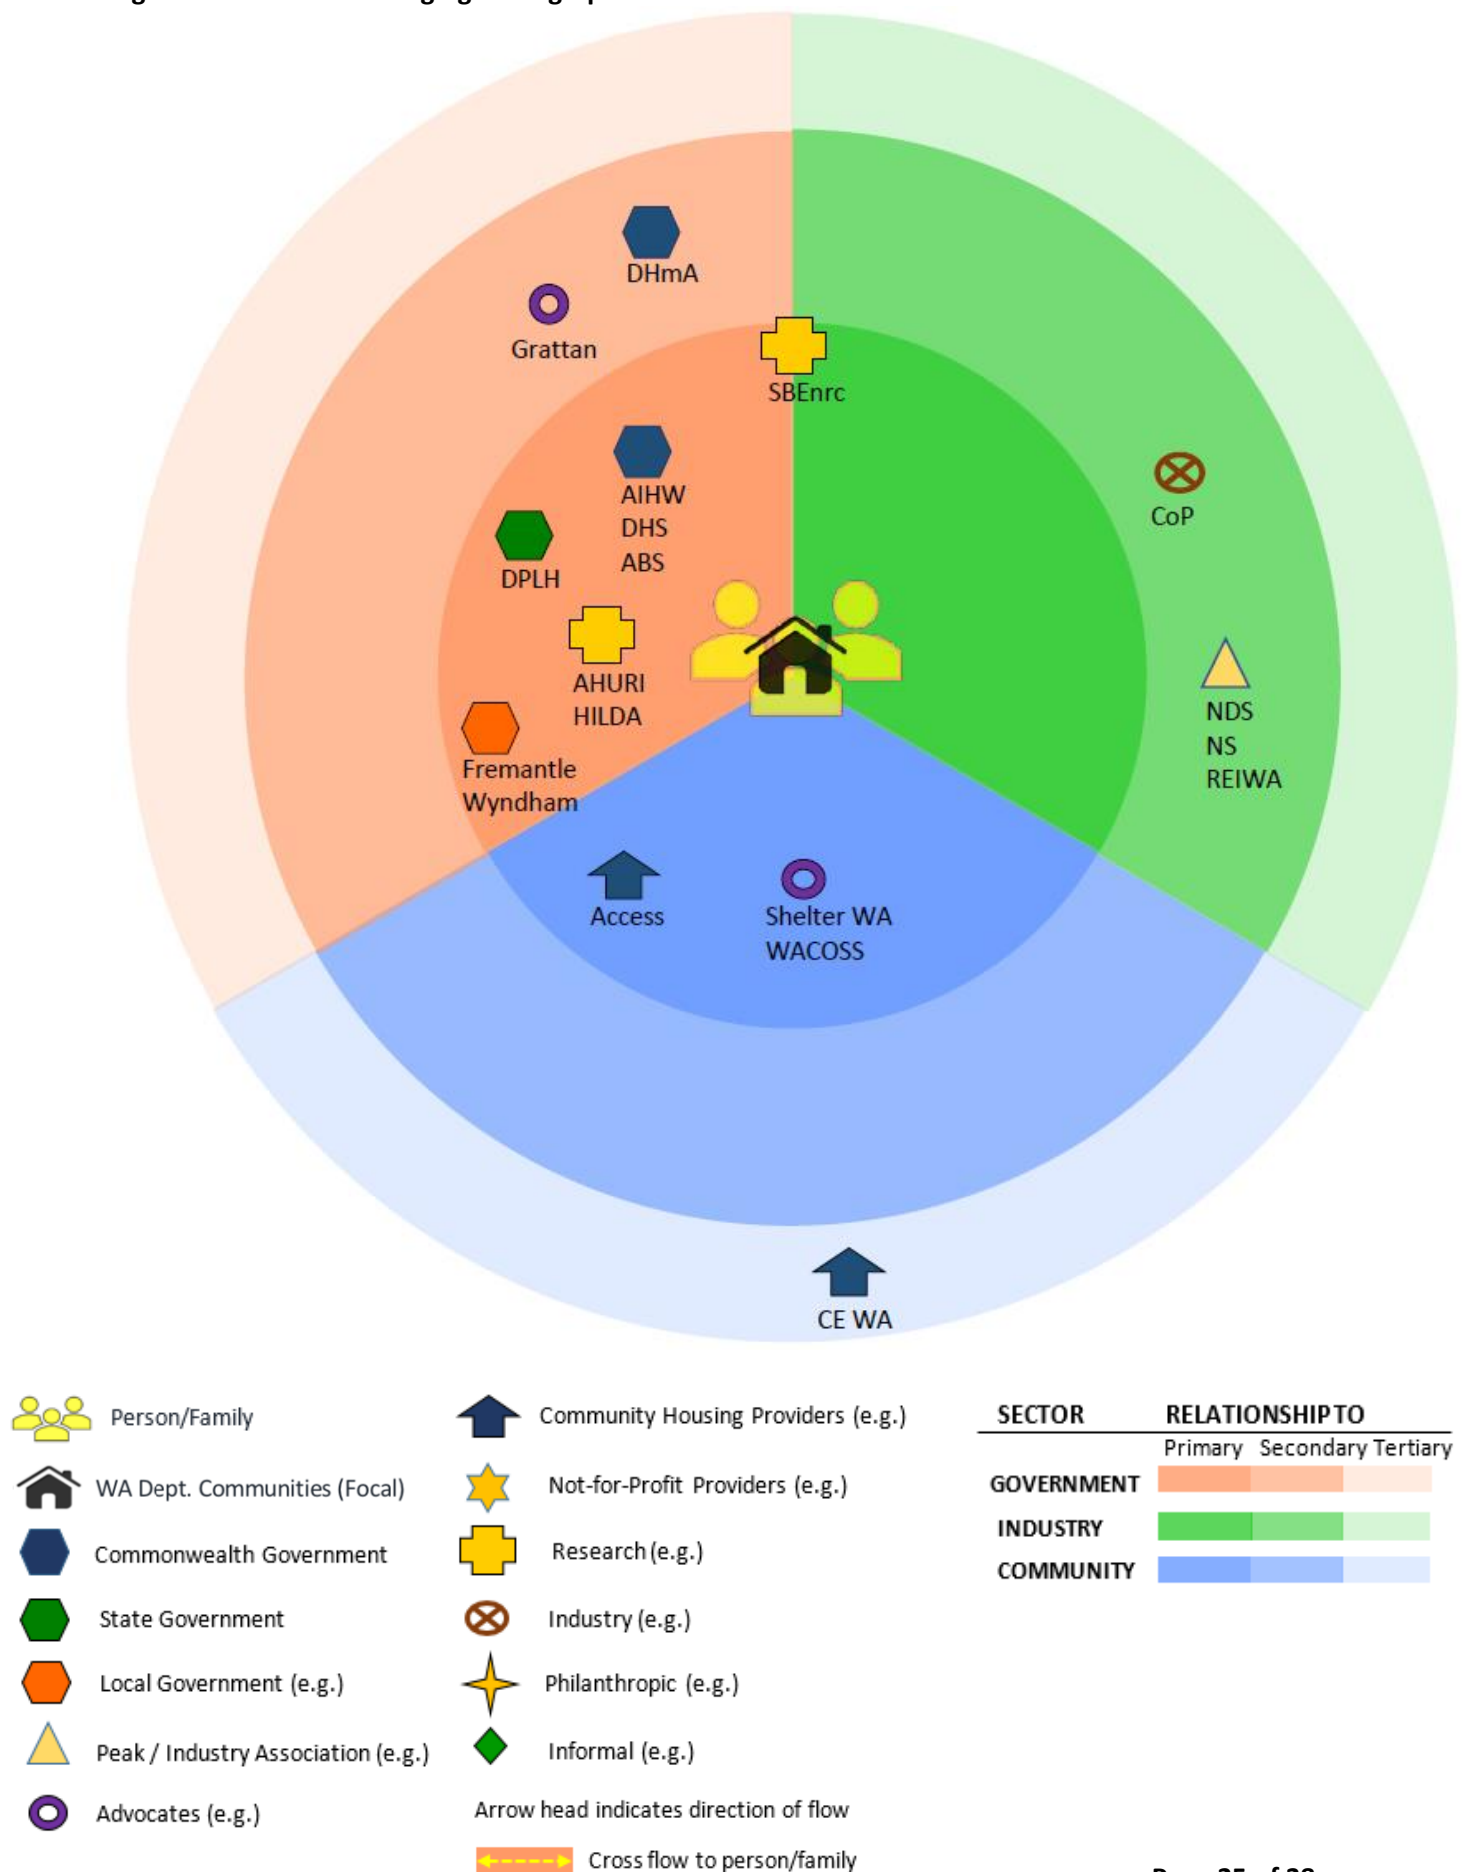 DHmA
Grattan
SBEnrc
AIHW
DHS
ABS
CoP
DPLH
AHURI
HILDA
NDS
NS
REIWA
Fremantle
Wyndham
Access
Shelter WA
WACOSS
CE WA
Person/Family
WA Dept. Communities (Focal)
Commonwealth Government
State Government
Local Government (e.g.)
Peak / Industry Association (e.g.)
Advocates (e.g.)
Community Housing Providers (e.g.)
Not-for-Profit Providers (e.g.)
Research (e.g.)
Industry (e.g.)
Philanthropic (e.g.)
Informal (e.g.)
Arrow head indicates direction of flow
Cross flow to person/family
SECTOR RELATIONSHIP TO
Primary Secondary Tertiary
GOVERNMENT
INDUSTRY
COMMUNITY